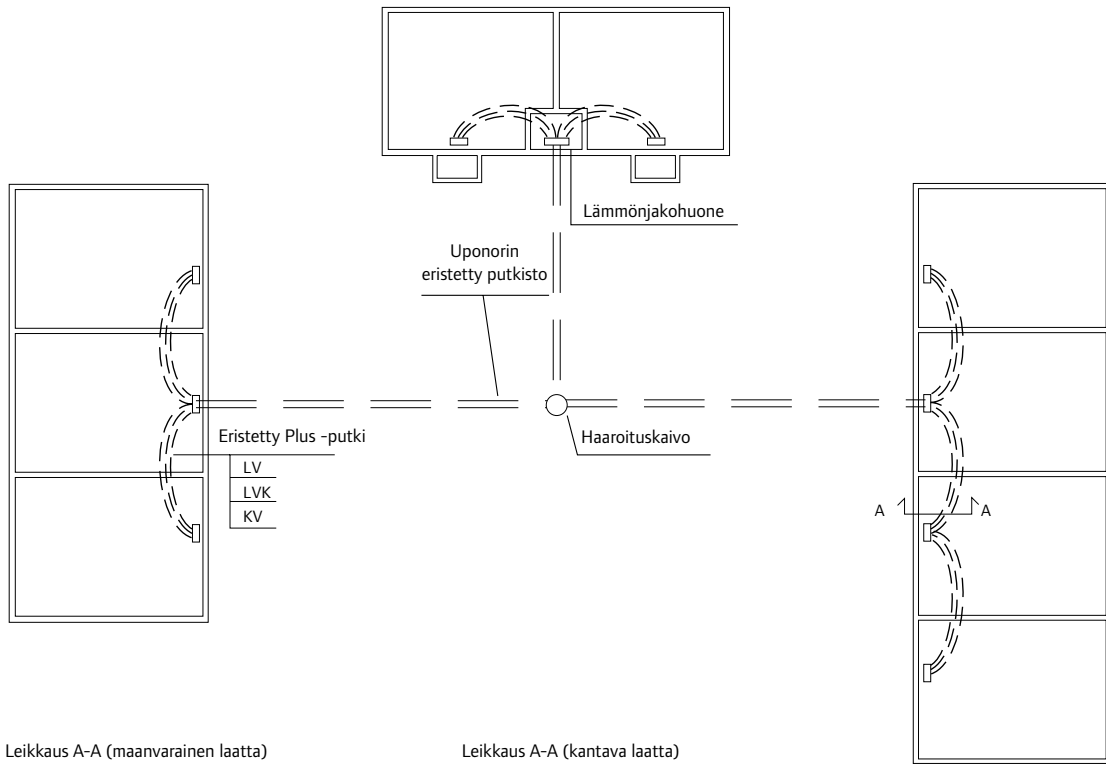 Lämmönjakohuone
Uponorin
eristetty putkisto
Eristetty Plus -putki
LV
LVK
KV
Haaroituskaivo
A A
Leikkaus A-A (maanvarainen laatta)
Leikkaus A-A (kantava laatta)